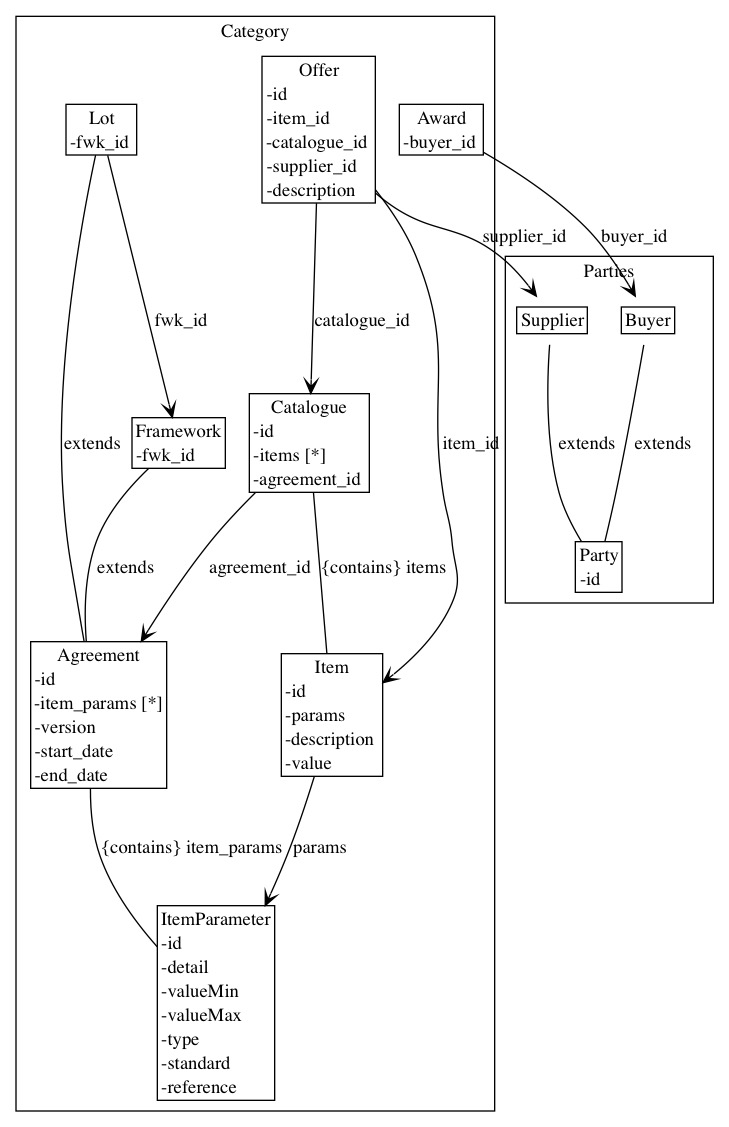 Category
Offer
-id
-item_id
-catalogue_id
-supplier_id
-description
Lot
-fwk_id
Award
-buyer_id
supplier_id
buyer_id
Parties
Supplier
Buyer
fwk_id
catalogue_id
Catalogue
-id
-items [*]
-agreement_id
Framework
-fwk_id
extends
item_id
extends
extends
extends
agreement_id
{contains} items
Party
-id
Agreement
-id
-item_params [*]
-version
-start_date
-end_date
Item
-id
-params
-description
-value
{contains} item_params
params
ItemParameter
-id
-detail
-valueMin
-valueMax
-type
-standard
-reference